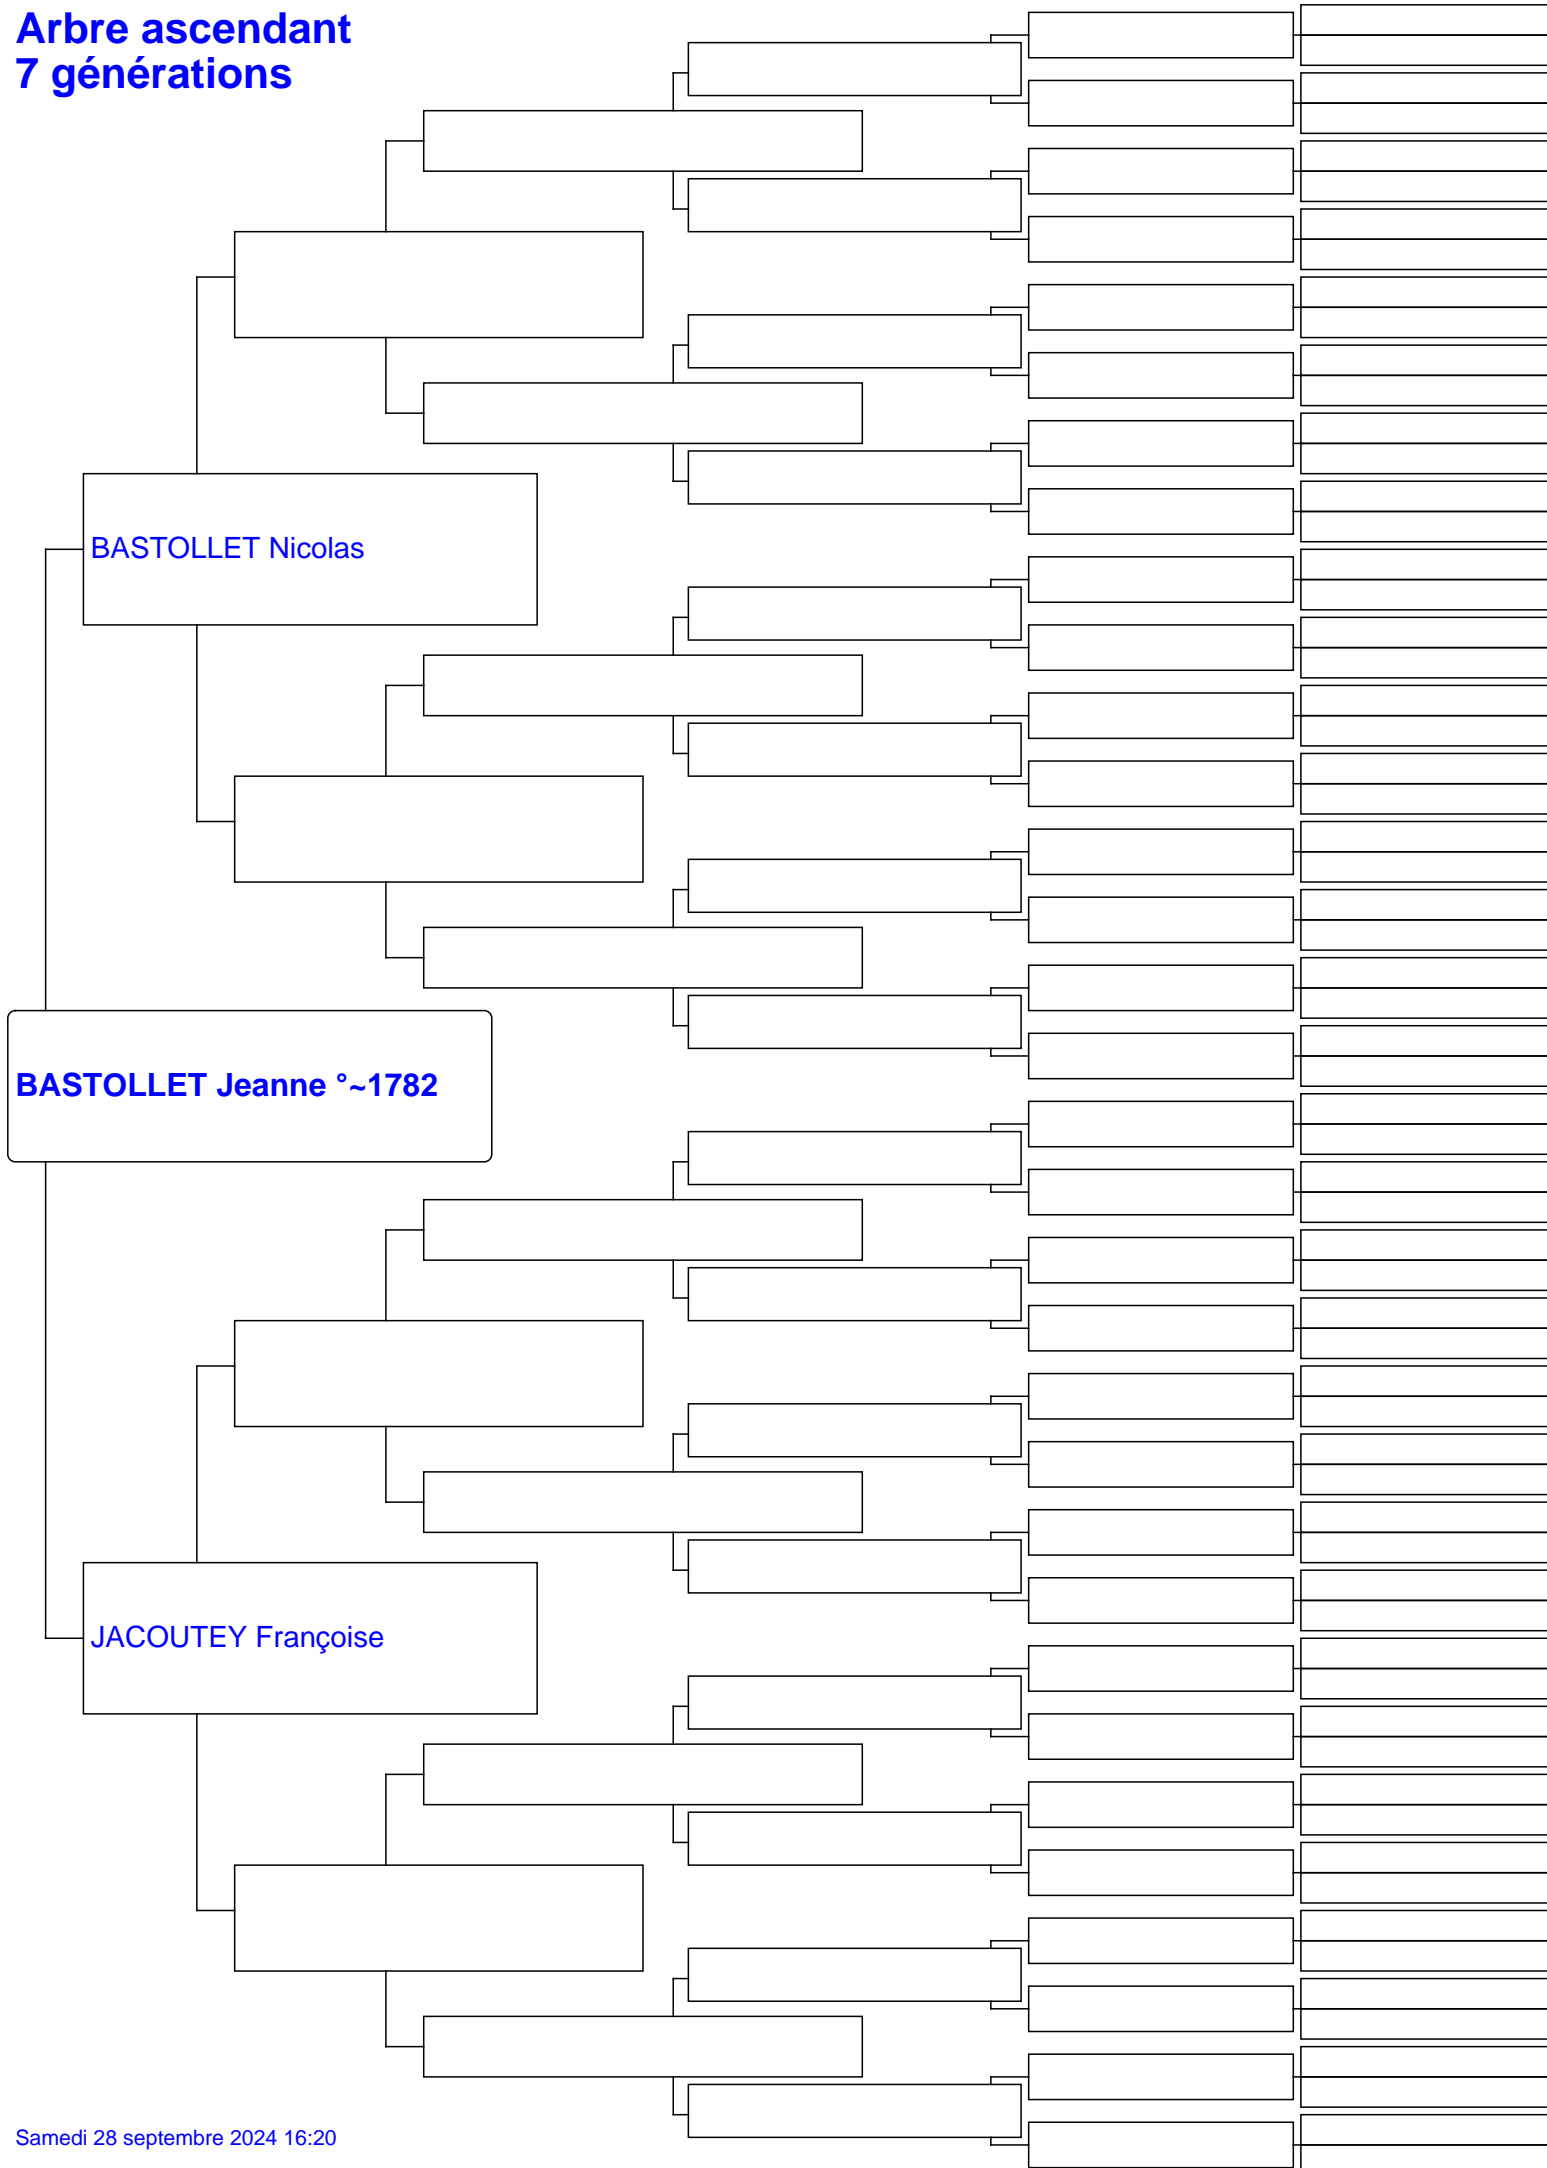 Arbre ascendant
7 générations
BASTOLLET Nicolas
BASTOLLET Jeanne °~1782
JACOUTEY Françoise
Samedi 28 septembre 2024 16:20